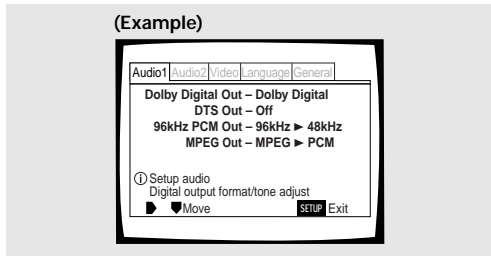 (Example)
Audio1 Audio2 Video Language General
Dolby Digital Out – Dolby Digital
DTS Out – Off
96kHz PCM Out – 96kHz ► 48kHz
MPEG Out – MPEG ► PCM
ⓘ Setup audio
Digital output format/tone adjust
Move SETUP Exit